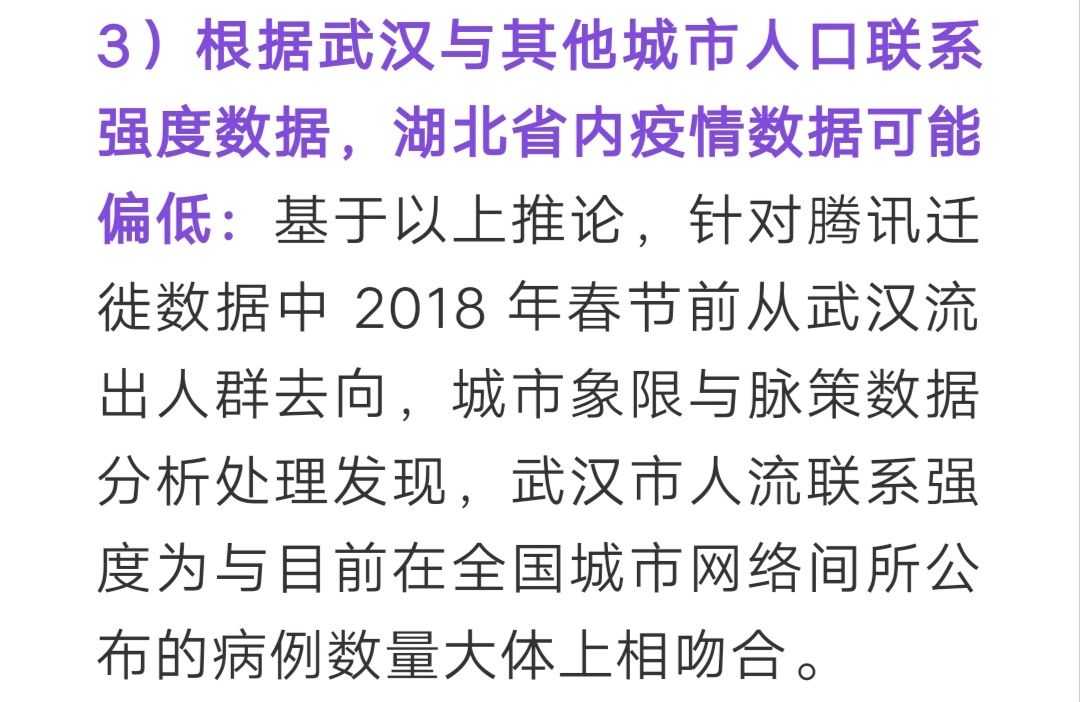 3）根据武汉与其他城市人口联系
强度数据，湖北省内疫情数据可能
偏低：基于以上推论，针对腾讯迁
徙数据中 2018 年春节前从武汉流
出人群去向，城市象限与脉策数据
分析处理发现，武汉市人流联系强
度为与目前在全国城市网络间所公
布的病例数量大体上相吻合。